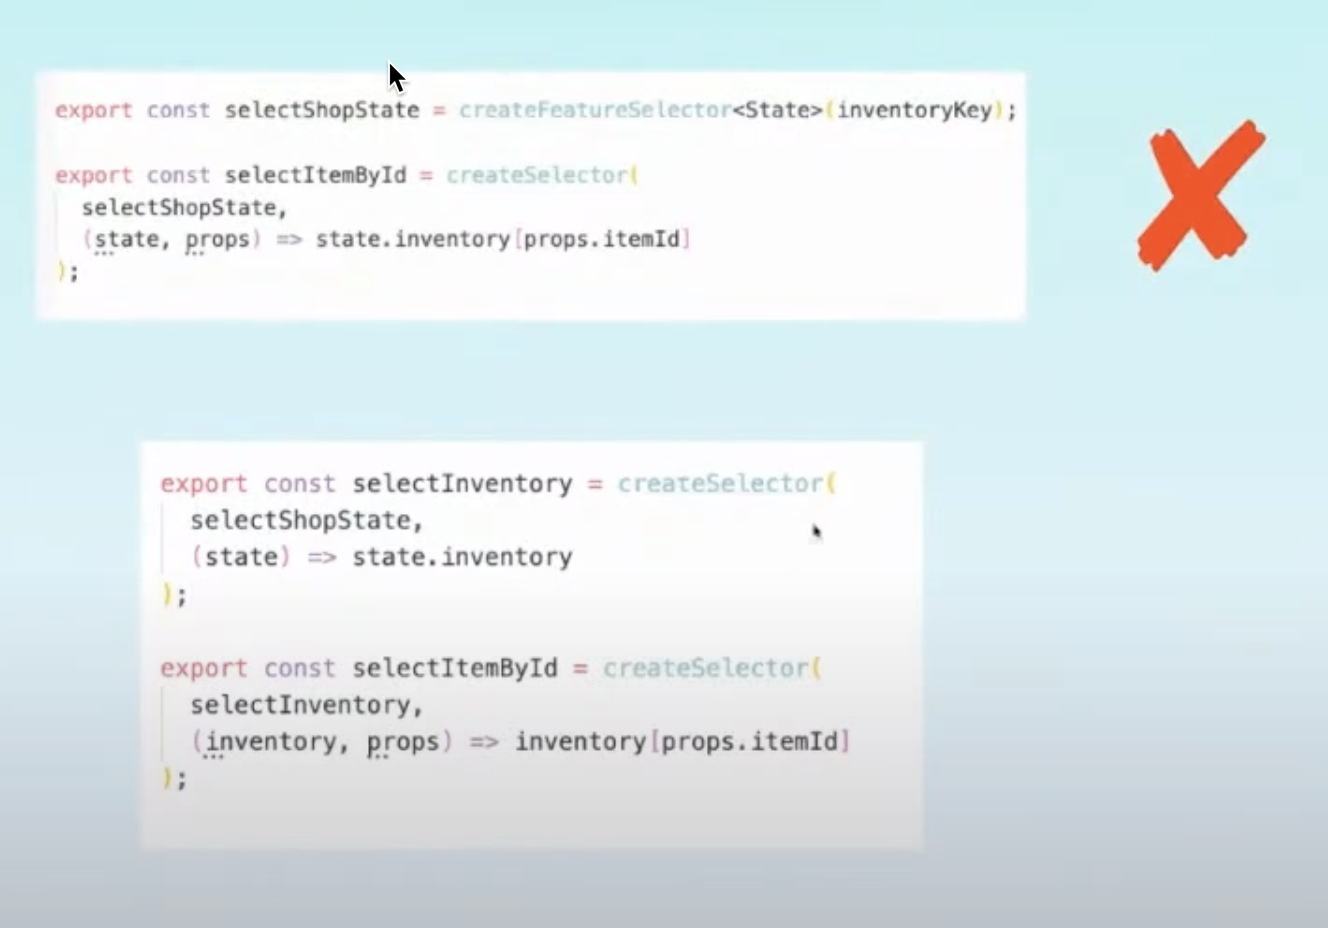 export const selectShopState = createFeatureSelector<State>(inventoryKey);
export const selectItemById = createSelector(
selectShopState,
(state, props) => state.inventory[props.itemId]
);
export const selectInventory = createSelector(
selectShopState,
(state) => state.inventory
);
export const selectItemById = createSelector(
selectInventory,
(inventory, props) => inventory[props.itemId]
);